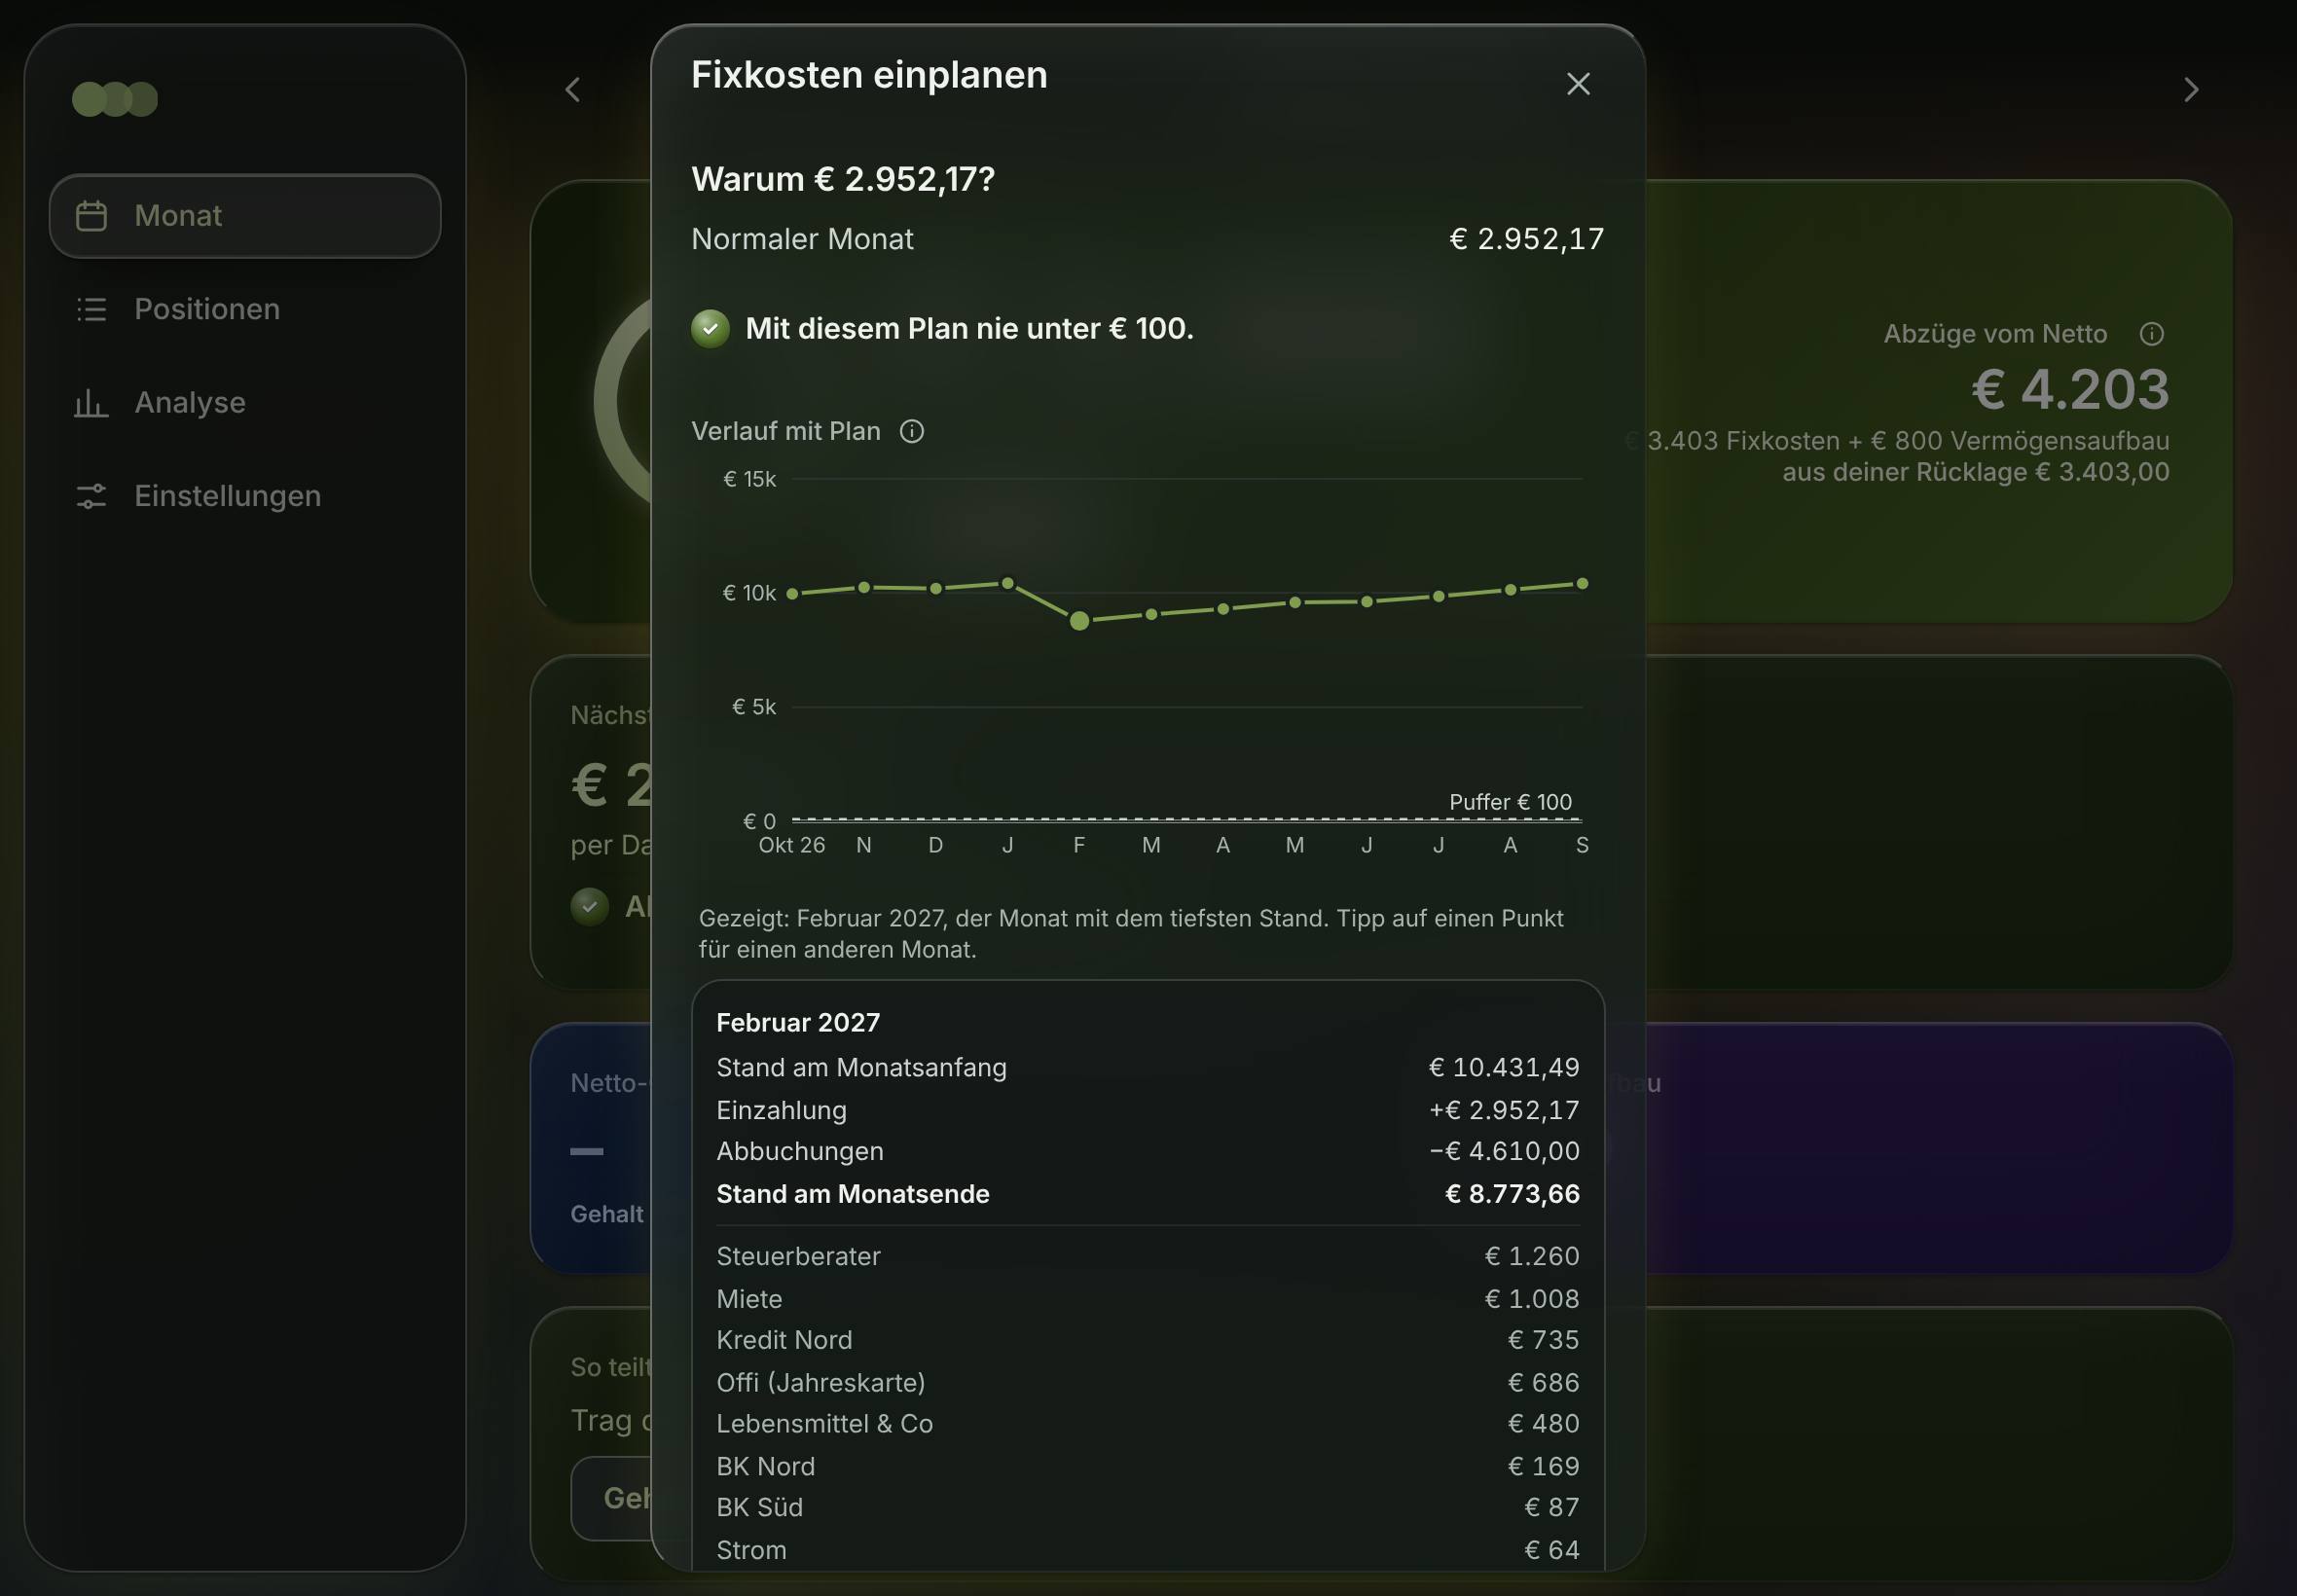 Fixkosten einplanen
Monat
Positionen
Analyse
Einstellungen
Warum € 2.952,17?
Normaler Monat € 2.952,17
Mit diesem Plan nie unter € 100.
Verlauf mit Plan
€ 15k
€ 10k
€ 5k
€ 0
Puffer € 100
Okt 26 N D J F M A M J J A S
Gezeigt: Februar 2027, der Monat mit dem tiefsten Stand. Tipp auf einen Punkt
für einen anderen Monat.
Februar 2027
Stand am Monatsanfang € 10.431,49
Einzahlung +€ 2.952,17
Abbuchungen −€ 4.610,00
Stand am Monatsende € 8.773,66
Steuerberater € 1.260
Miete € 1.008
Kredit Nord € 735
Offi (Jahreskarte) € 686
Lebensmittel & Co € 480
BK Nord € 169
BK Süd € 87
Strom € 64
Abzüge vom Netto
€ 4.203
€ 3.403 Fixkosten + € 800 Vermögensaufbau
aus deiner Rücklage € 3.403,00
Nächst
€ 2
per Da
Netto-
Gehalt
So teilt
Trag